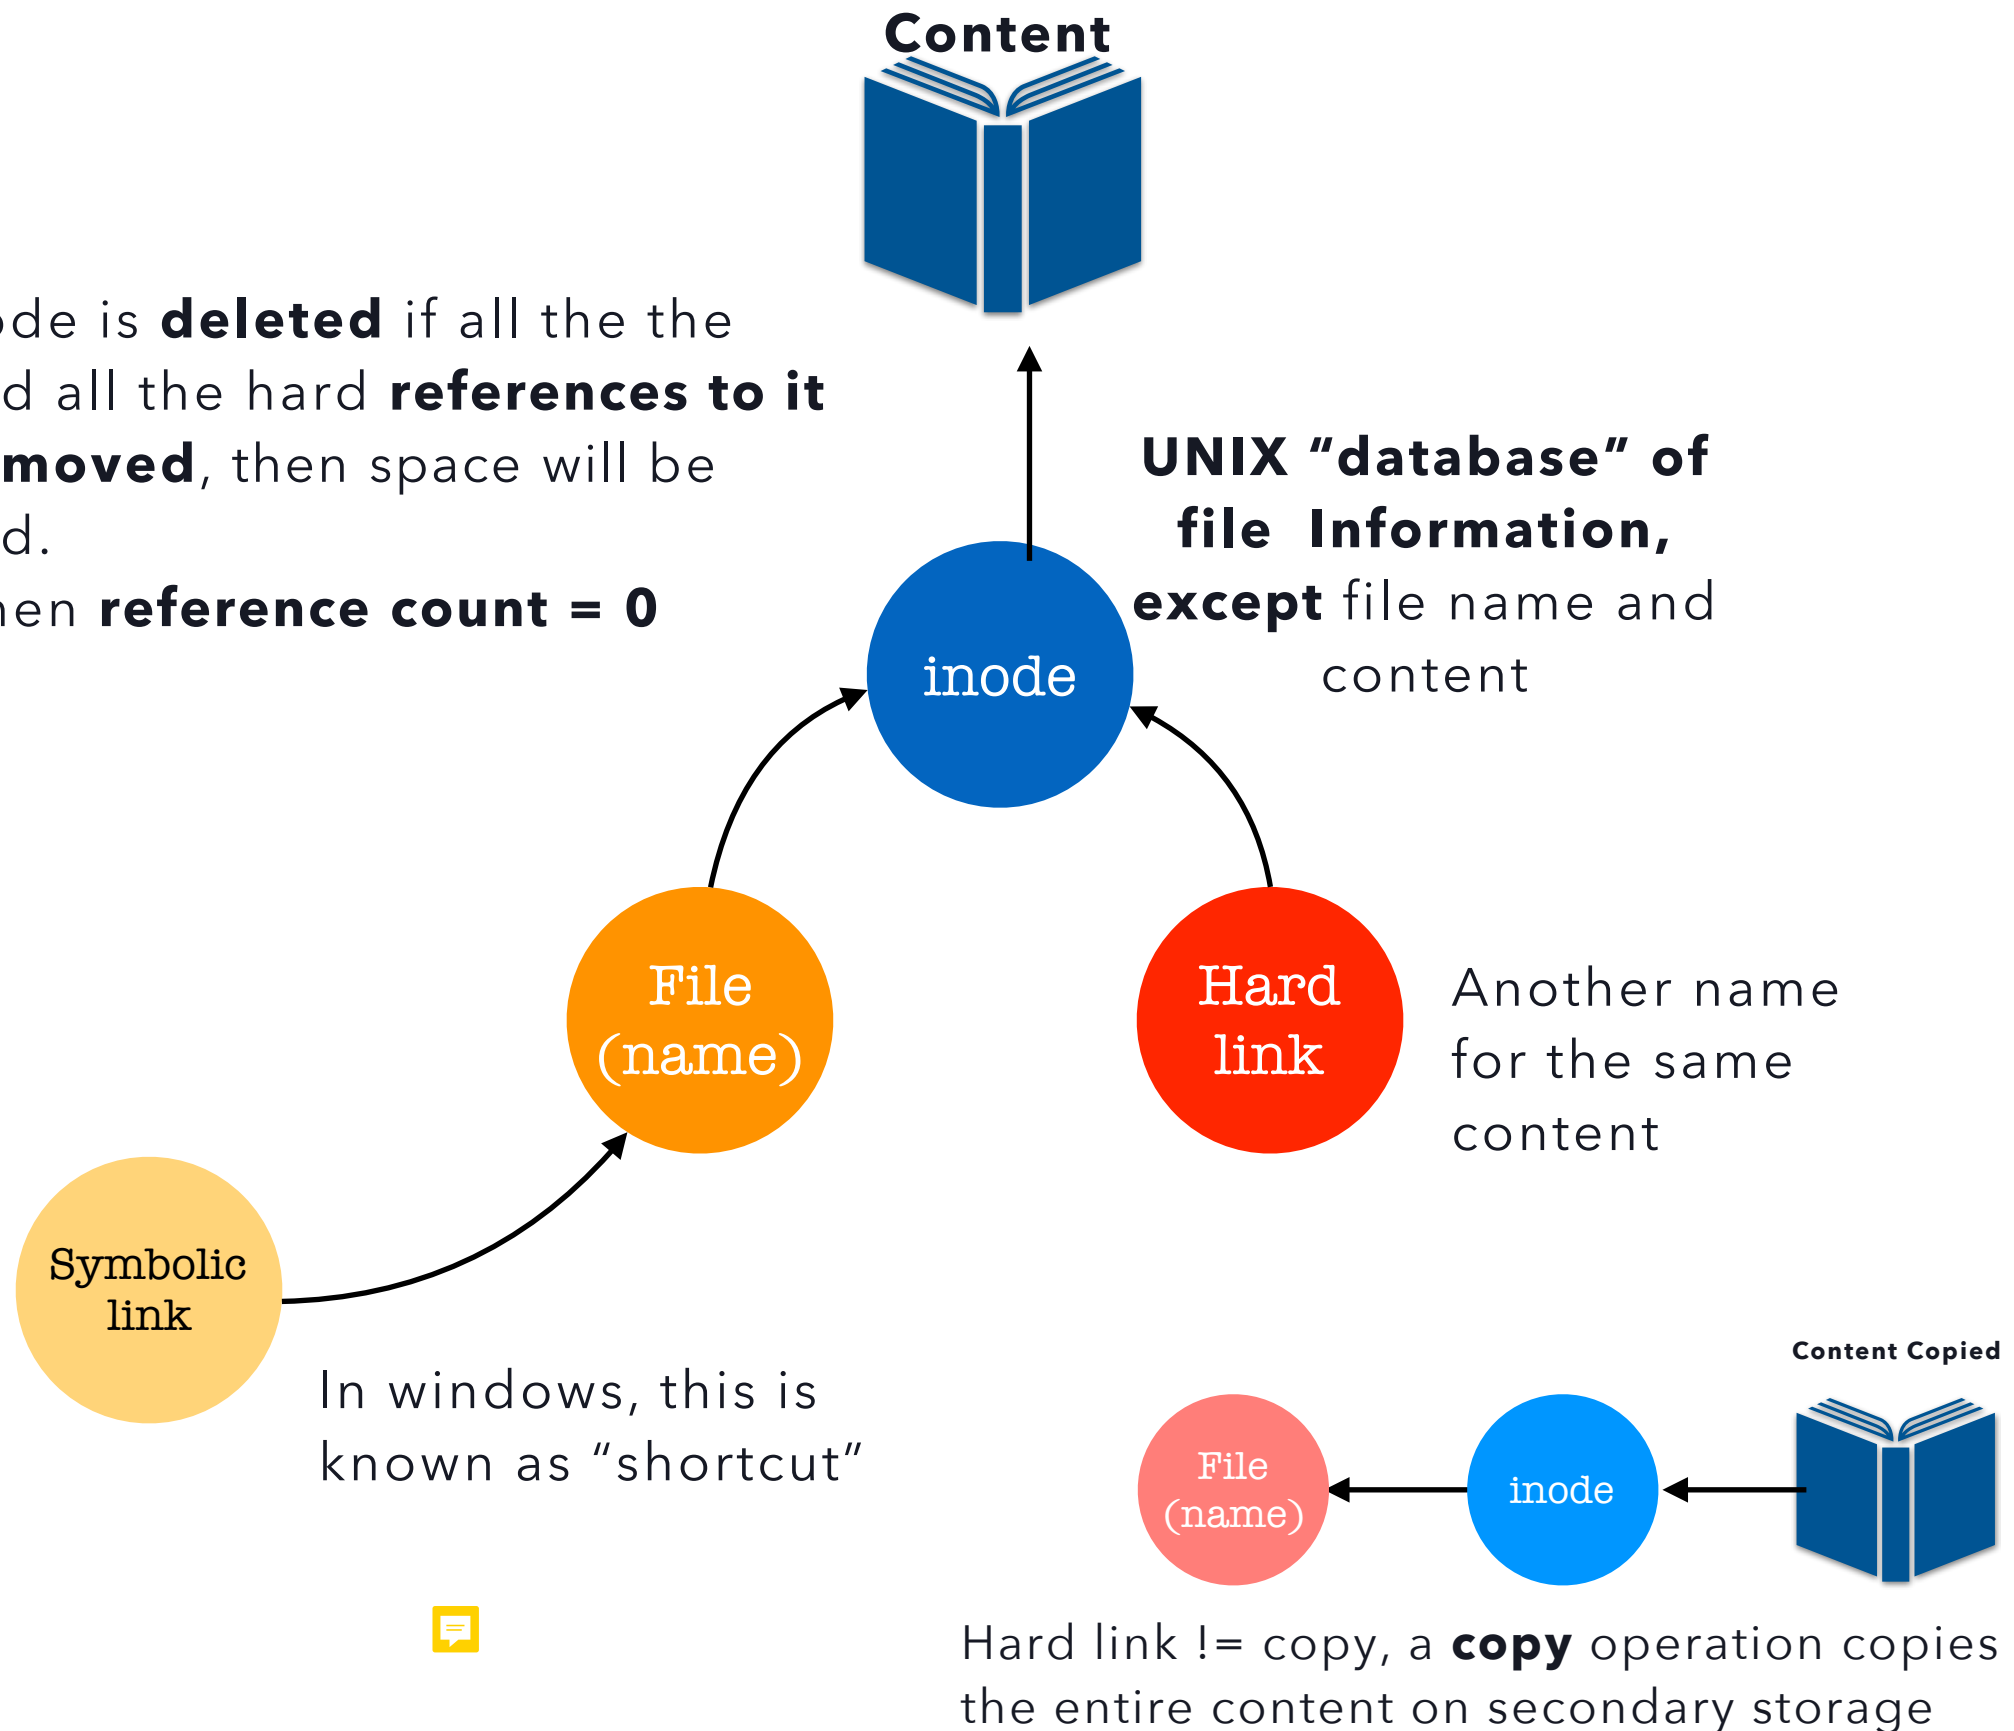 Content
ode is deleted if all the the
d all the hard references to it
moved, then space will be
d.
hen reference count = 0
UNIX “database” of
file Information,
except file name and
content
inode
File
(name)
Hard
link
Another name
for the same
content
Symbolic
link
In windows, this is
known as “shortcut”
Content Copied
File
(name)
inode
Hard link != copy, a copy operation copies
the entire content on secondary storage